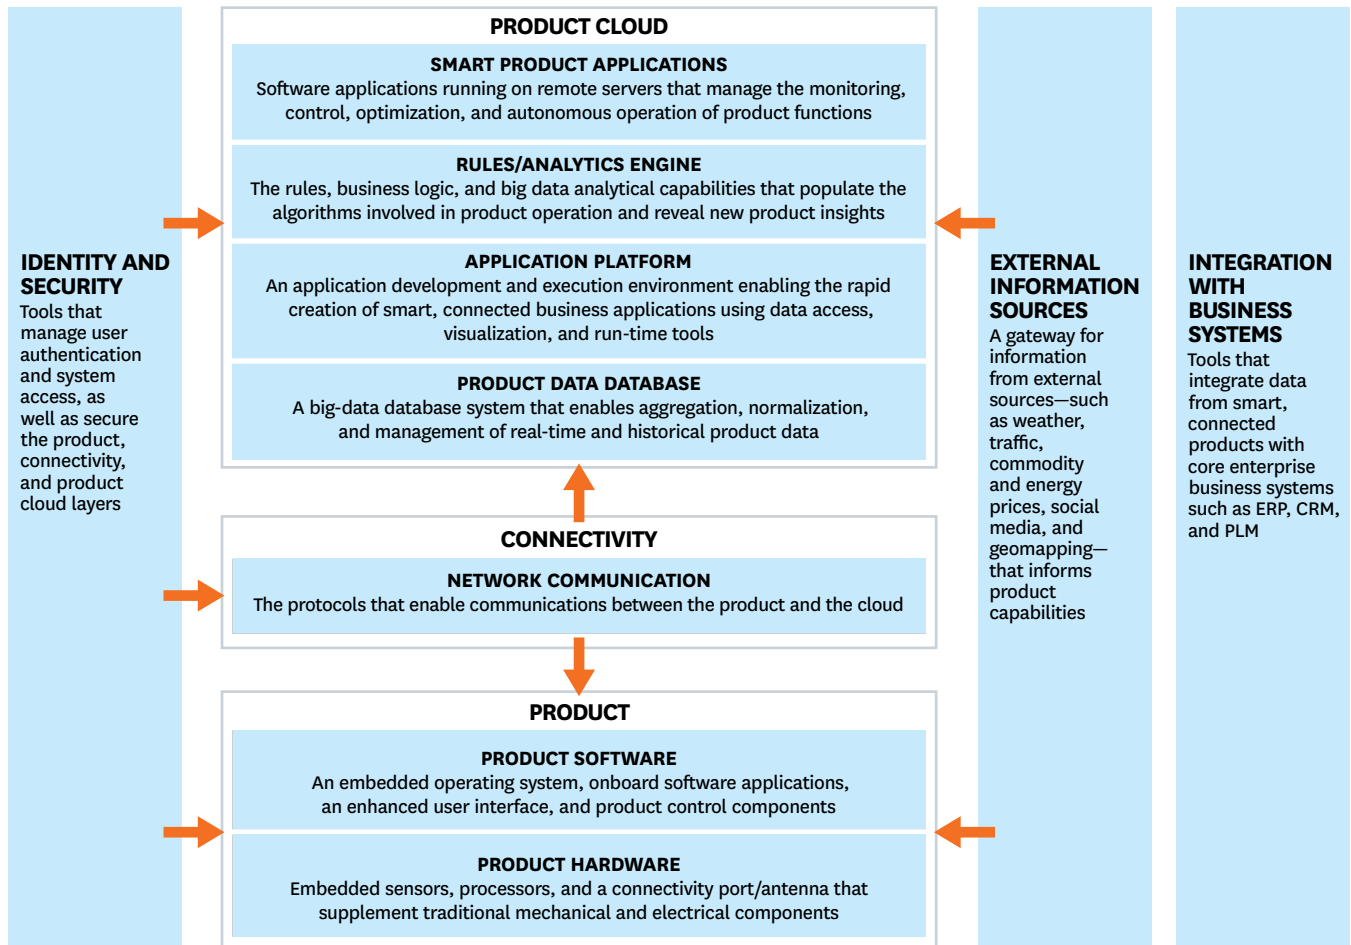 PRODUCT CLOUD
SMART PRODUCT APPLICATIONS
Software applications running on remote servers that manage the monitoring,
control, optimization, and autonomous operation of product functions
RULES/ANALYTICS ENGINE
The rules, business logic, and big data analytical capabilities that populate the
algorithms involved in product operation and reveal new product insights
APPLICATION PLATFORM
An application development and execution environment enabling the rapid
creation of smart, connected business applications using data access,
visualization, and run-time tools
PRODUCT DATA DATABASE
A big-data database system that enables aggregation, normalization,
and management of real-time and historical product data
CONNECTIVITY
NETWORK COMMUNICATION
The protocols that enable communications between the product and the cloud
PRODUCT
PRODUCT SOFTWARE
An embedded operating system, onboard software applications,
an enhanced user interface, and product control components
PRODUCT HARDWARE
Embedded sensors, processors, and a connectivity port/antenna that
supplement traditional mechanical and electrical components
IDENTITY AND
SECURITY
Tools that
manage user
authentication
and system
access, as
well as secure
the product,
connectivity,
and product
cloud layers
EXTERNAL
INFORMATION
SOURCES
A gateway for
information
from external
sources—such
as weather,
traffic,
commodity
and energy
prices, social
media, and
geomapping—
that informs
product
capabilities
INTEGRATION
WITH
BUSINESS
SYSTEMS
Tools that
integrate data
from smart,
connected
products with
core enterprise
business systems
such as ERP, CRM,
and PLM